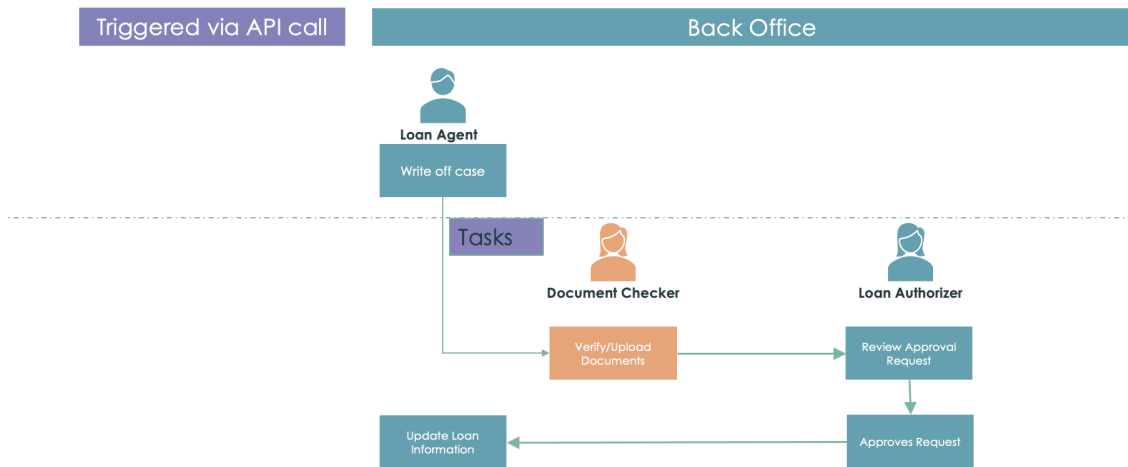 Triggered via API call
Back Office
Loan Agent
Write off case
Tasks
Document Checker
Loan Authorizer
Verify/Upload
Documents
Review Approval
Request
Update Loan
Information
Approves Request